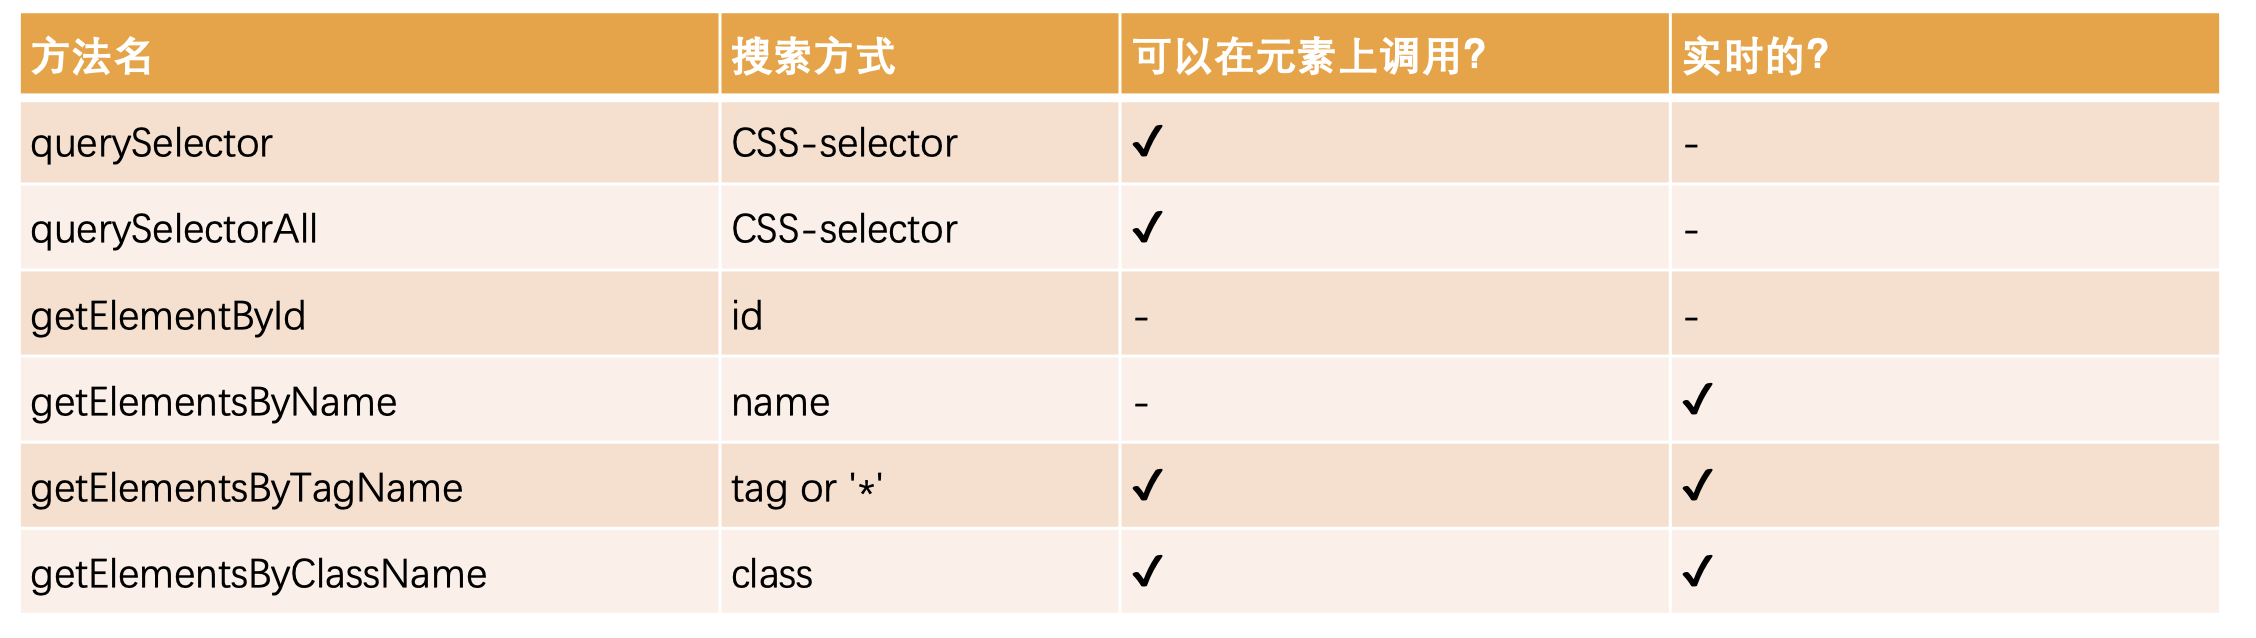 方法名 搜索方式 可以在元素上调用? 实时的?
querySelector CSS-selector ✓ -
querySelectorAll CSS-selector ✓ -
getElementById id - -
getElementsByName name - ✓
getElementsByTagName tag or '*' ✓ ✓
getElementsByClassName class ✓ ✓